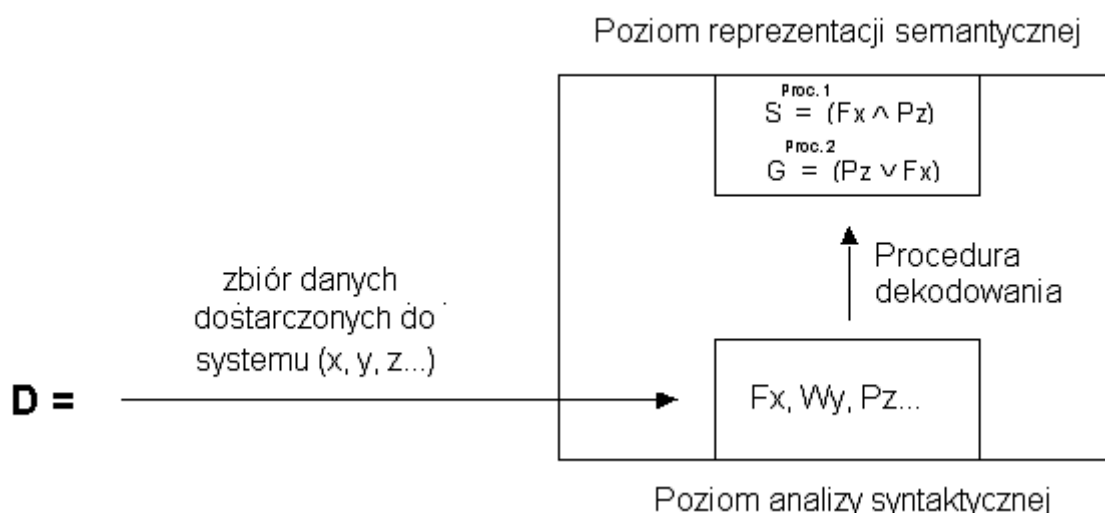 Poziom reprezentacji semantycznej
Proc. 1
S = (Fx ∧ Pz)
Proc. 2
G = (Pz ∨ Fx)
Procedura
dekodowania
zbiór danych
dostarczonych do
systemu (x, y, z...)
D =
Fx, Wy, Pz...
Poziom analizy syntaktycznej